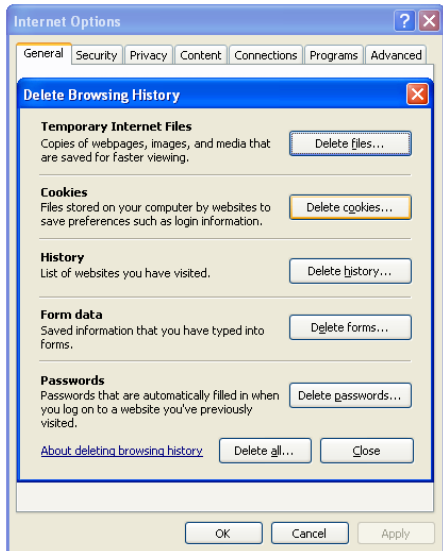 Internet Options
General Security Privacy Content Connections Programs Advanced
Delete Browsing History
Temporary Internet Files
Copies of webpages, images, and media that
are saved for faster viewing.
Delete files...
Cookies
Files stored on your computer by websites to
save preferences such as login information.
Delete cookies...
History
List of websites you have visited.
Delete history...
Form data
Saved information that you have typed into
forms.
Delete forms...
Passwords
Passwords that are automatically filled in when
you log on to a website you've previously
visited.
Delete passwords...
About deleting browsing history Delete all... Close
OK Cancel Apply